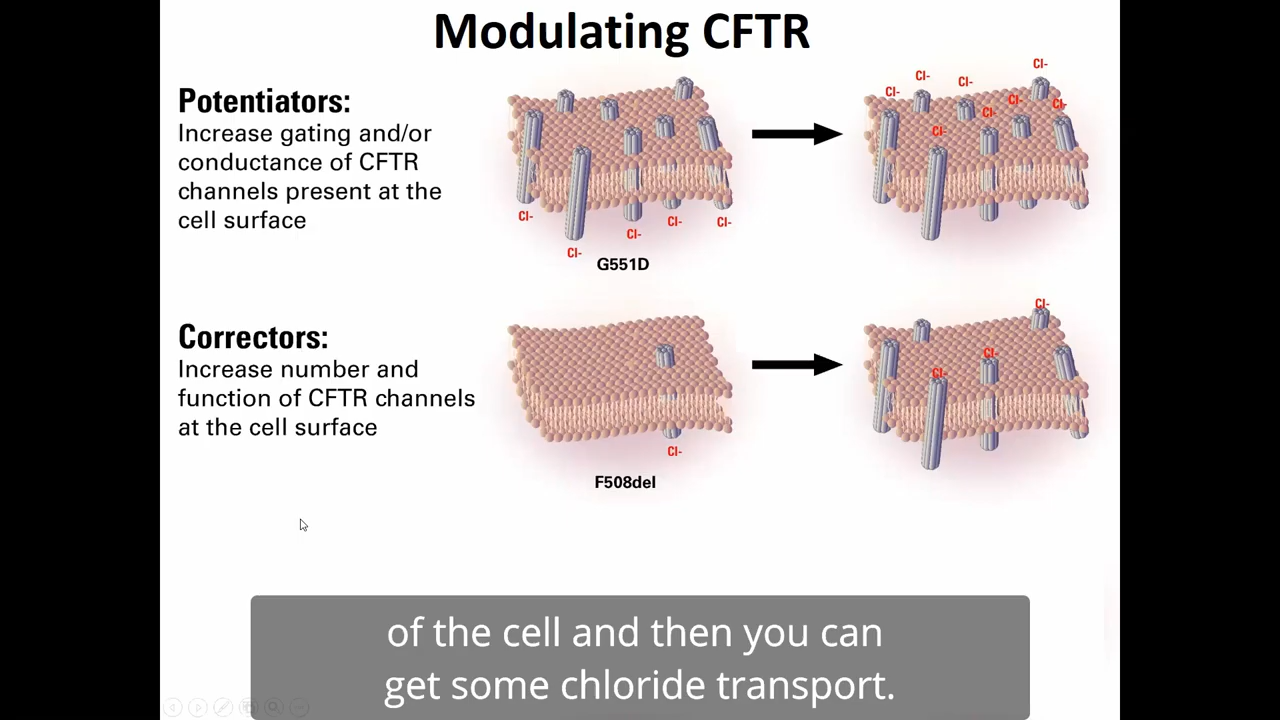 Modulating CFTR
Potentiators:
Increase gating and/or
conductance of CFTR
channels present at the
cell surface
Cl-
Cl-
Cl-
Cl-
Cl-
G551D
Cl-
Cl-
Cl-
Cl-
Cl-
Cl-
Cl-
Cl-
Correctors:
Increase number and
function of CFTR channels
at the cell surface
Cl-
F508del
Cl-
Cl-
Cl-
of the cell and then you can
get some chloride transport.